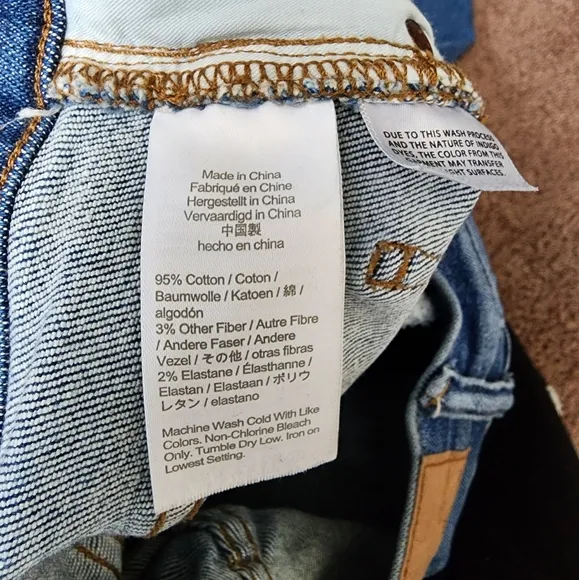 Made in China
Fabriqué en Chine
Hergestellt in China
Vervaardigd in China
中国製
hecho en china
95% Cotton / Coton /
Baumwolle / Katoen / 綿 /
algodón
3% Other Fiber / Autre Fibre
/ Andere Faser / Andere
Vezel / その他 / otras fibras
2% Elastane / Élasthanne /
Elastan / Elastaan / ポリウ
レタン / elastano
Machine Wash Cold With Like
Colors. Non-Chlorine Bleach
Only. Tumble Dry Low. Iron on
Lowest Setting.
DUE TO THIS WASH PROCESS
AND THE NATURE OF INDIGO
DYES, THE COLOR FROM THIS
MAY TRANSFER
SURFACES.